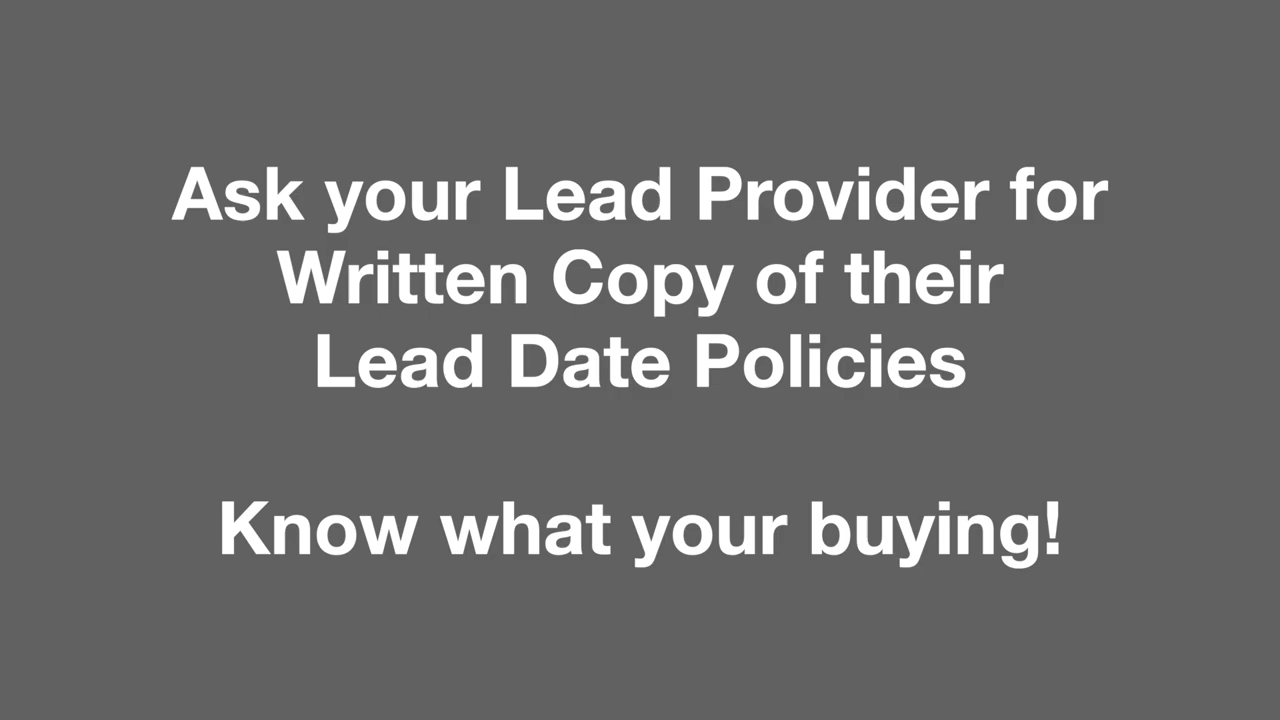 Ask your Lead Provider for
Written Copy of their
Lead Date Policies
Know what your buying!